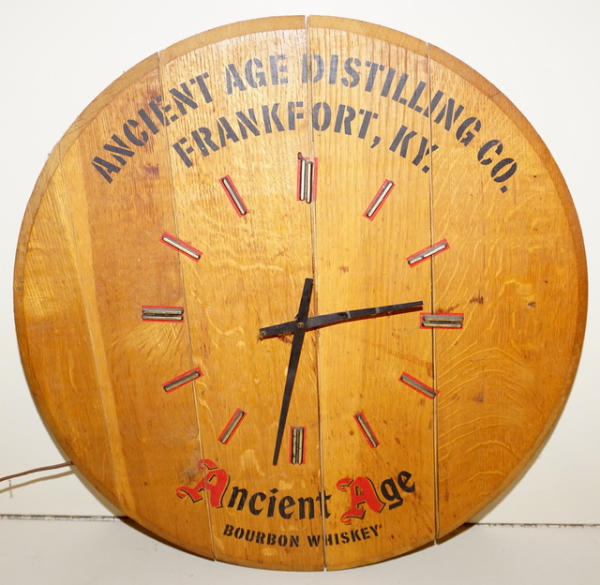 ANCIENT AGE DISTILLING CO.
FRANKFORT, KY.
Ancient Age
BOURBON WHISKEY